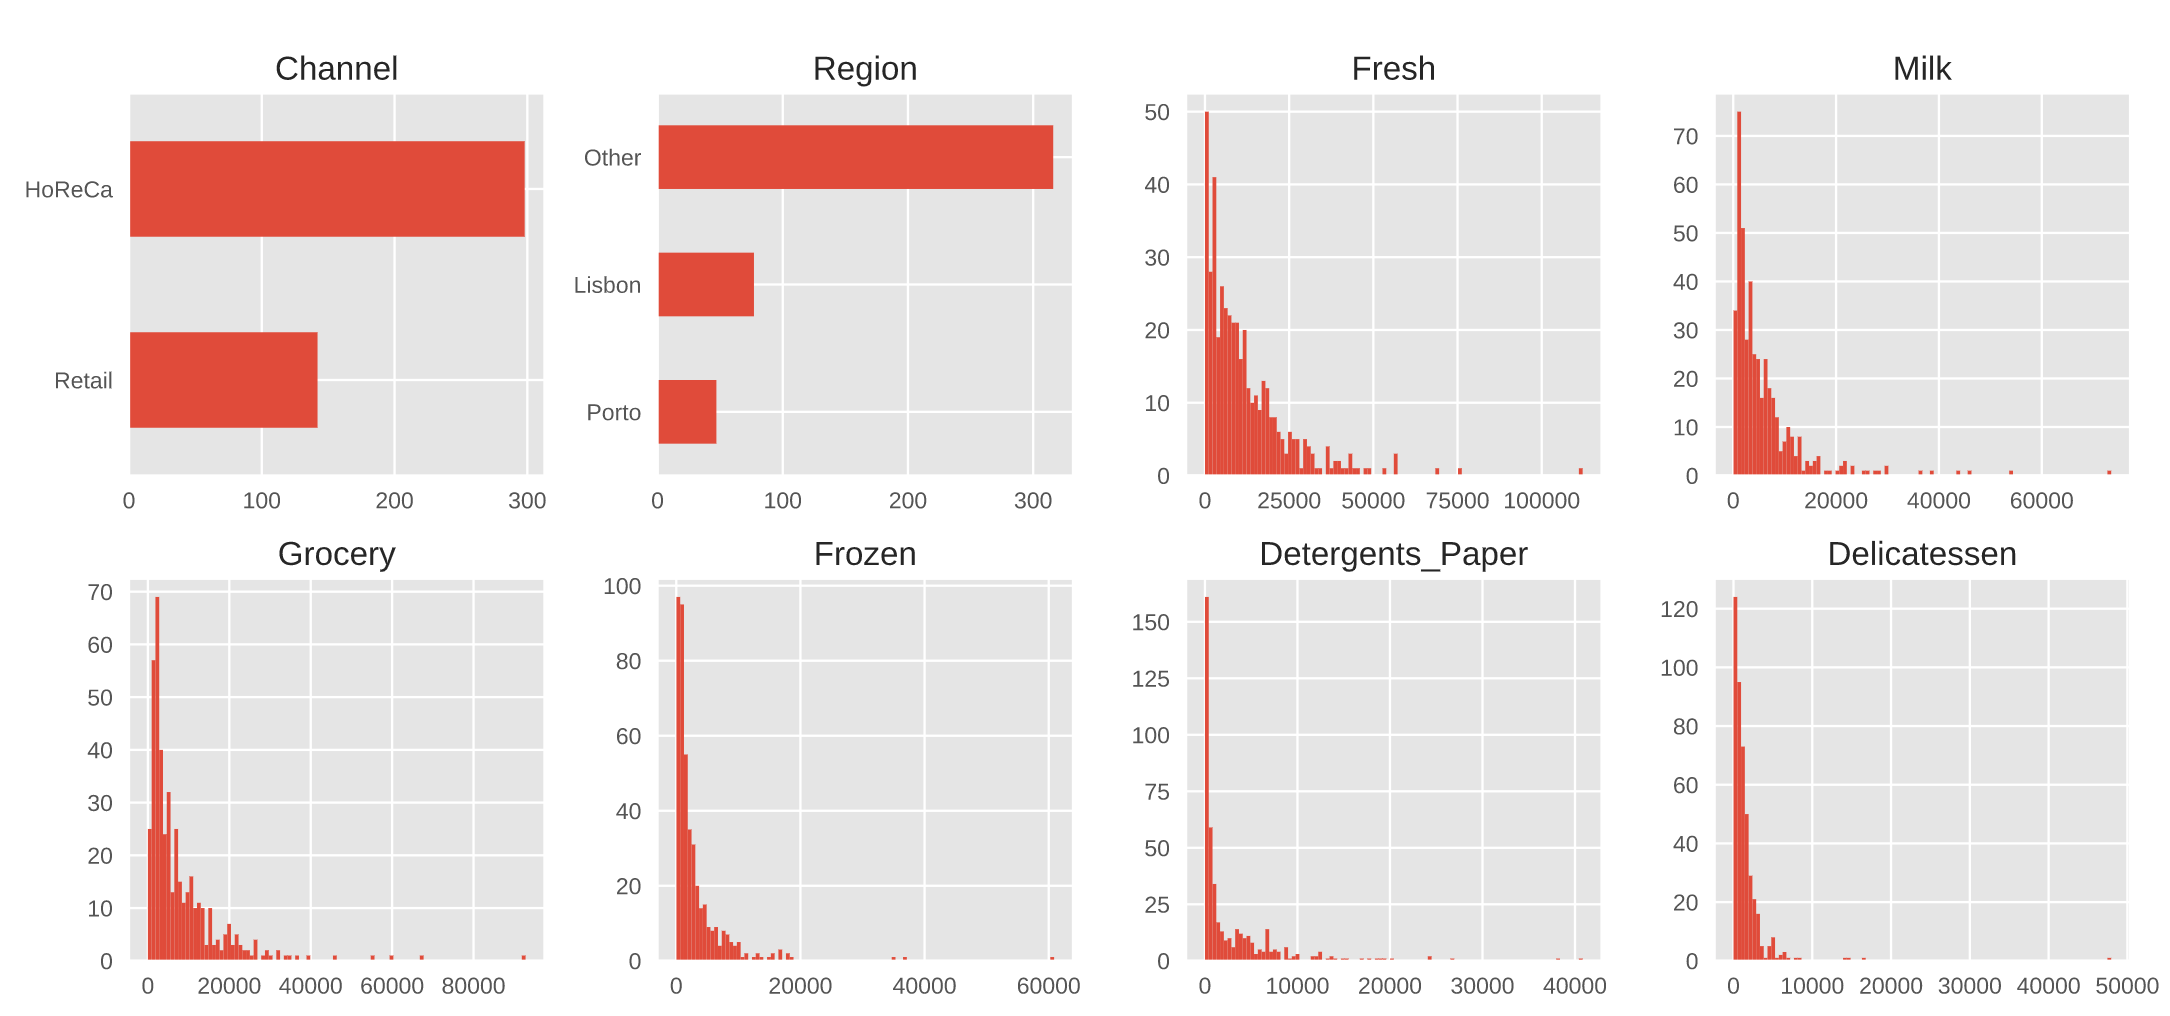 Channel
HoReCa
Retail
0 100 200 300
Region
Other
Lisbon
Porto
0 100 200 300
Fresh
50
40
30
20
10
0
0 25000 50000 75000 100000
Milk
70
60
50
40
30
20
10
0
0 20000 40000 60000
Grocery
70
60
50
40
30
20
10
0
0 20000 40000 60000 80000
Frozen
100
80
60
40
20
0
0 20000 40000 60000
Detergents_Paper
150
125
100
75
50
25
0
0 10000 20000 30000 40000
Delicatessen
120
100
80
60
40
20
0
0 10000 20000 30000 40000 50000